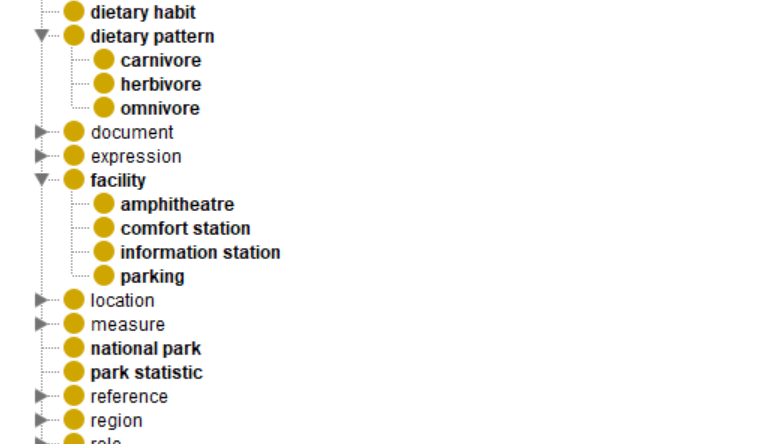 dietary habit
dietary pattern
carnivore
herbivore
omnivore
document
expression
facility
amphitheatre
comfort station
information station
parking
location
measure
national park
park statistic
reference
region
role